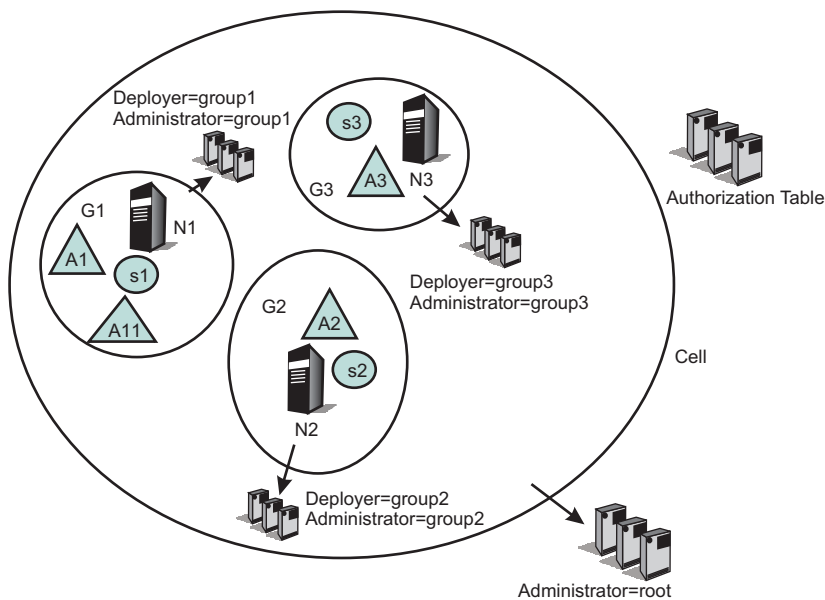 Deployer=group1
Administrator=group1
s3
A3
G3
N3
Authorization Table
G1
N1
A1
s1
A11
Deployer=group3
Administrator=group3
G2
A2
s2
N2
Cell
Deployer=group2
Administrator=group2
Administrator=root